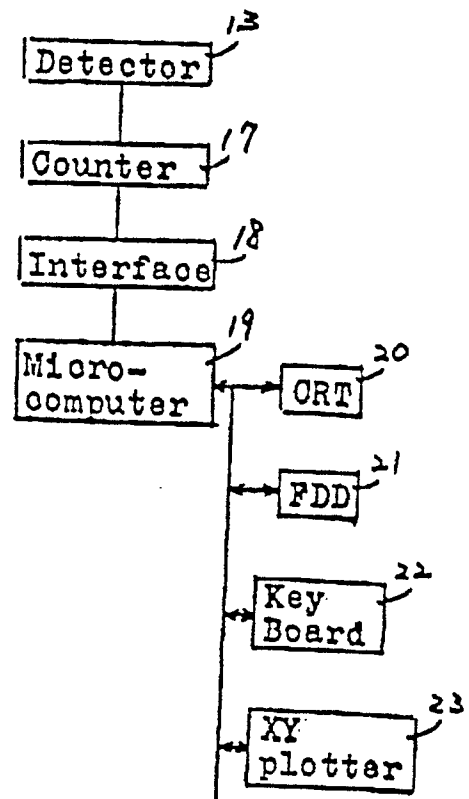 13
Detector
17
Counter
18
Interface
19
Micro-
computer
20
CRT
21
FDD
22
Key
Board
23
XY
plotter